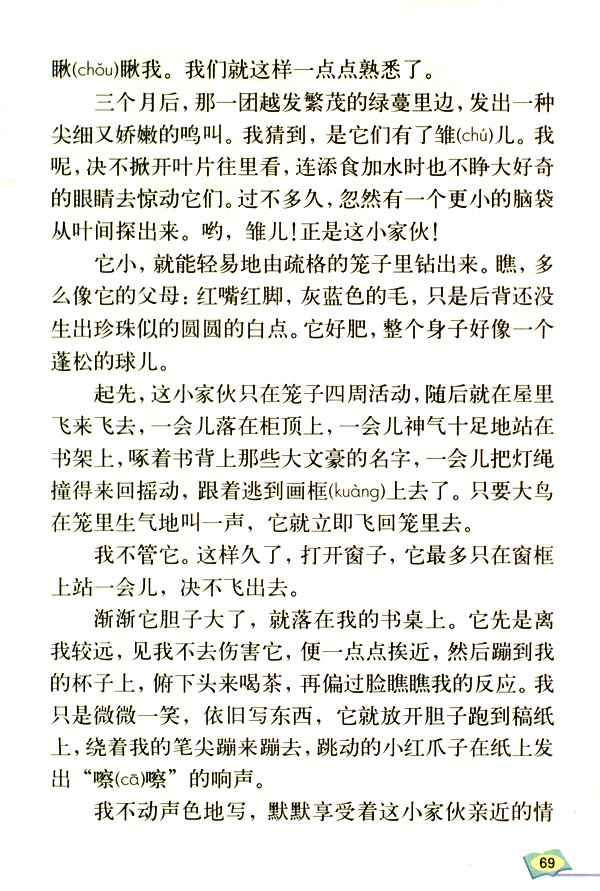 瞅(chǒu)瞅我。我们就这样一点点熟悉了。
三个月后，那一团越发繁茂的绿蔓里边，发出一种
尖细又娇嫩的鸣叫。我猜到，是它们有了雏(chú)儿。我
呢，决不掀开叶片往里看，连添食加水时也不睁大好奇
的眼睛去惊动它们。过不多久，忽然有一个更小的脑袋
从叶间探出来。哟，雏儿！正是这小家伙！
它小，就能轻易地由疏格的笼子里钻出来。瞧，多
么像它的父母：红嘴红脚，灰蓝色的毛，只是后背还没
生出珍珠似的圆圆的白点。它好肥，整个身子好像一个
蓬松的球儿。
起先，这小家伙只在笼子四周活动，随后就在屋里
飞来飞去，一会儿落在柜顶上，一会儿神气十足地站在
书架上，啄着书背上那些大文豪的名字，一会儿把灯绳
撞得来回摇动，跟着逃到画框(kuàng)上去了。只要大鸟
在笼里生气地叫一声，它就立即飞回笼里去。
我不管它。这样久了，打开窗子，它最多只在窗框
上站一会儿，决不飞出去。
渐渐它胆子大了，就落在我的书桌上。它先是离
我较远，见我不去伤害它，便一点点挨近，然后蹦到我
的杯子上，俯下头来喝茶，再偏过脸瞧瞧我的反应。我
只是微微一笑，依旧写东西，它就放开胆子跑到稿纸
上，绕着我的笔尖蹦来蹦去，跳动的小红爪子在纸上发
出“嚓(cā)嚓”的响声。
我不动声色地写，默默享受着这小家伙亲近的情
69